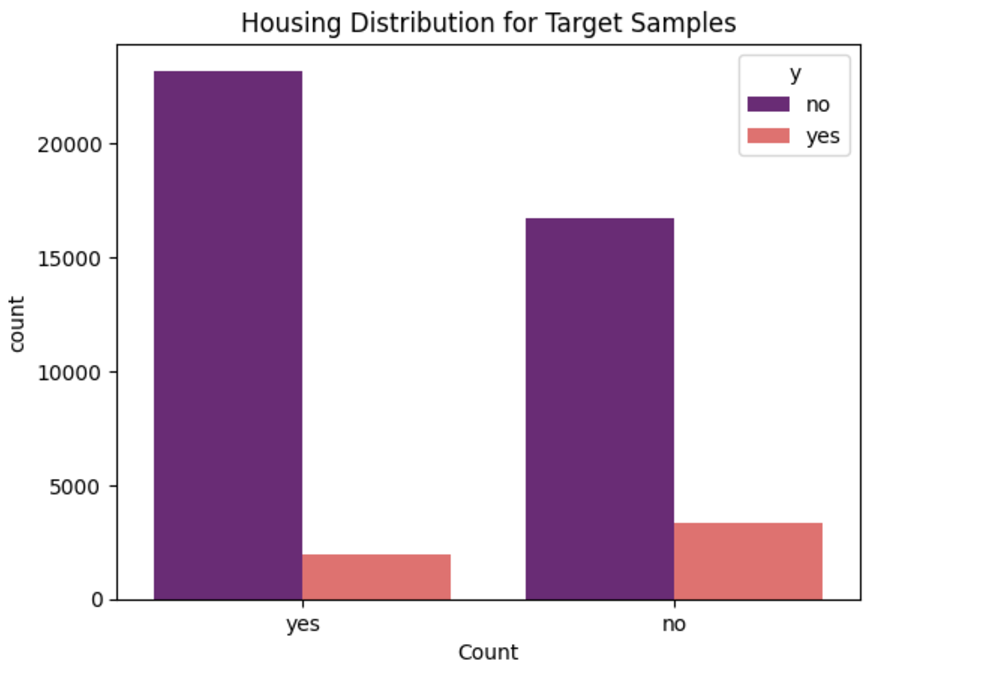 Housing Distribution for Target Samples
y
no
yes
20000
15000
10000
5000
0
count
yes no
Count